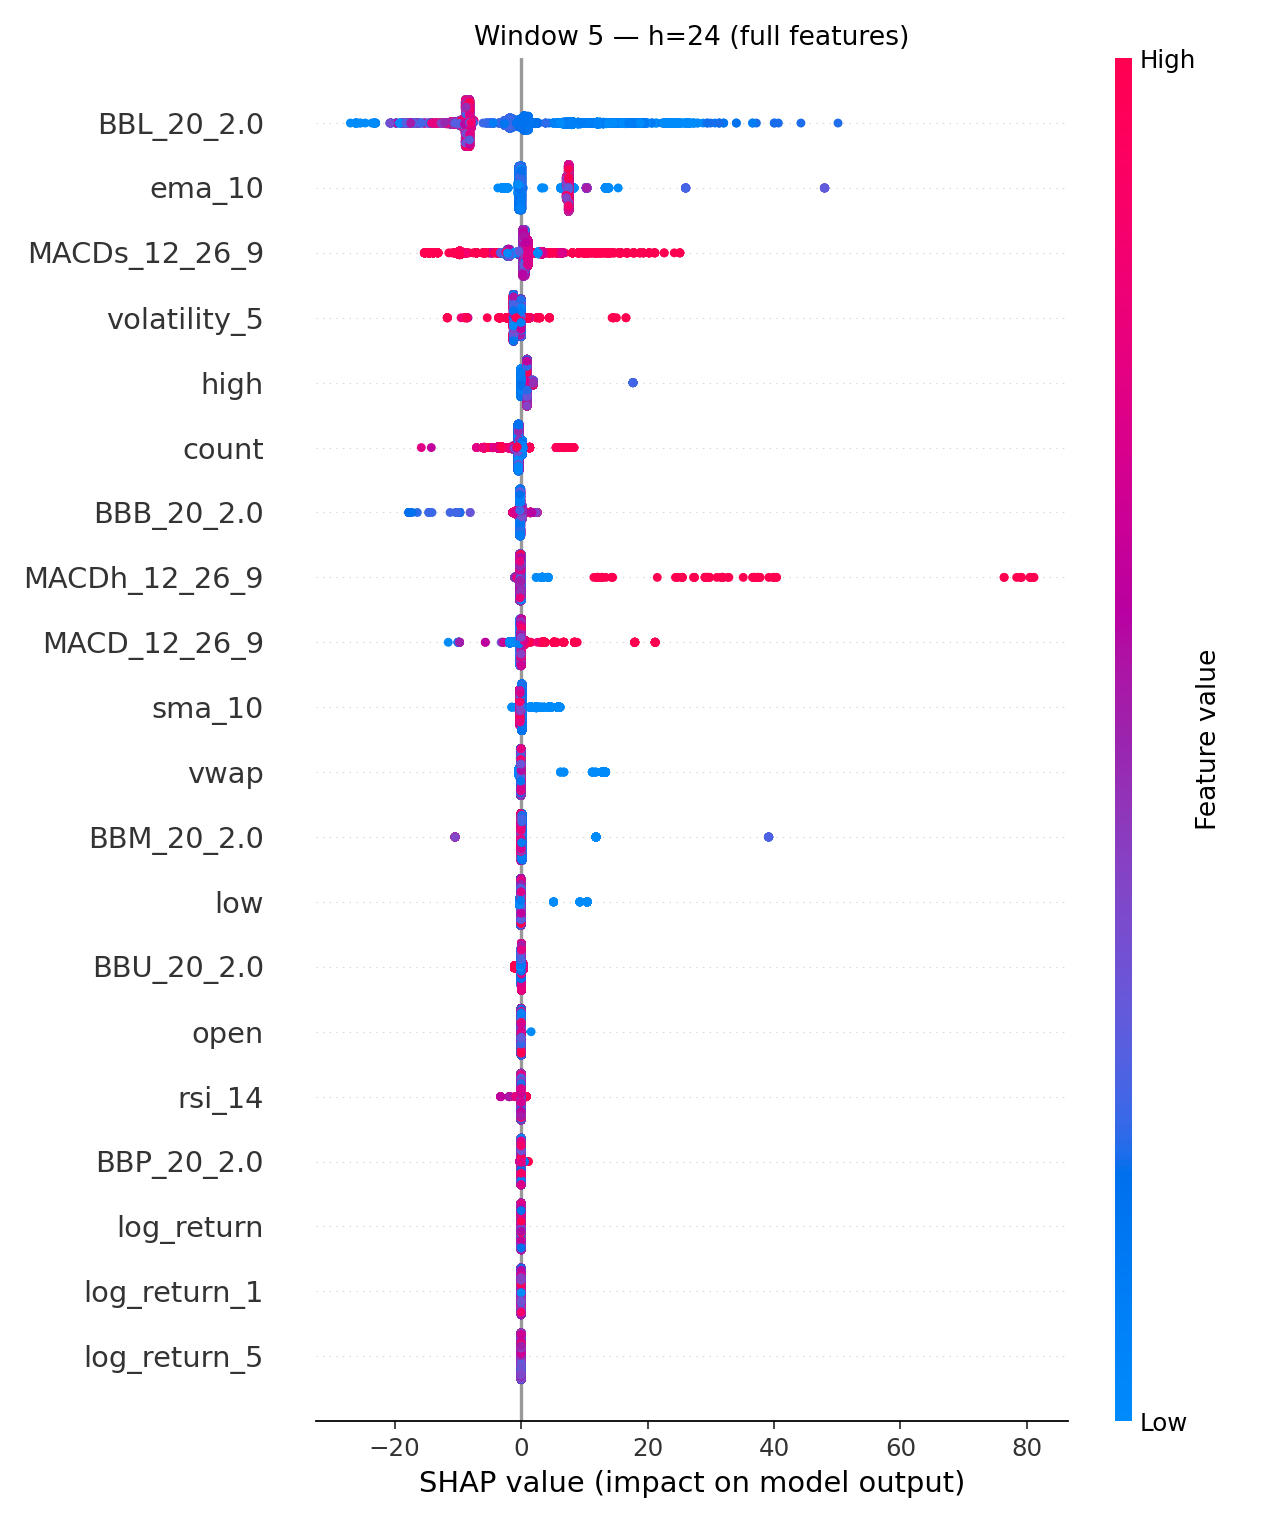 Window 5 — h=24 (full features)
High
BBL_20_2.0
ema_10
MACDs_12_26_9
volatility_5
high
count
BBB_20_2.0
MACDh_12_26_9
MACD_12_26_9
sma_10
vwap
BBM_20_2.0
low
BBU_20_2.0
open
rsi_14
BBP_20_2.0
log_return
log_return_1
log_return_5
Feature value
Low
−20 0 20 40 60 80
SHAP value (impact on model output)